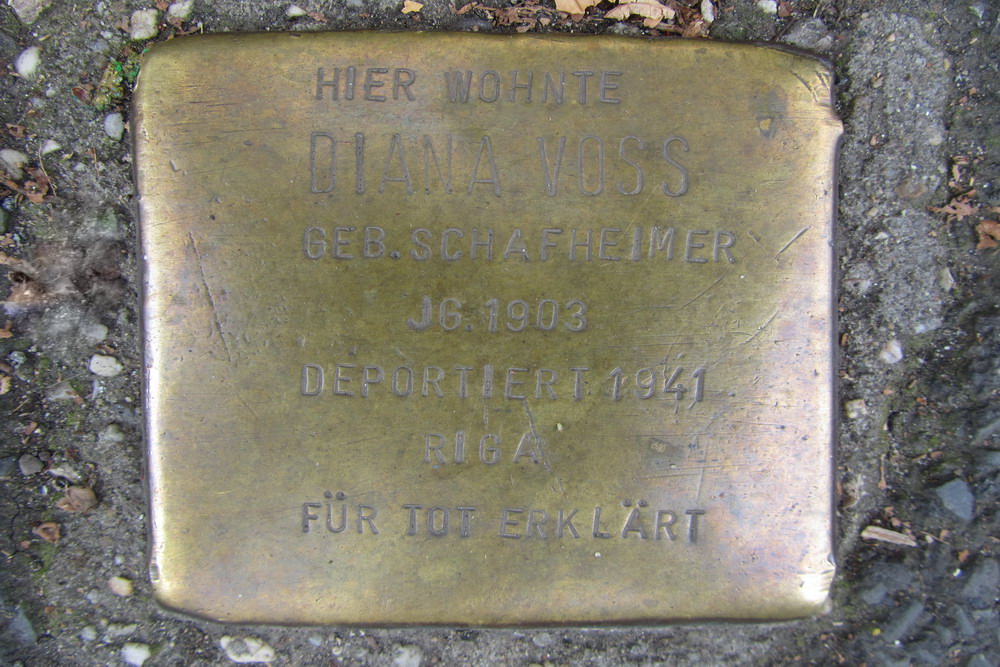 HIER WOHNTE
DIANA VOSS
GEB. SCHAFHEIMER
JG. 1903
DEPORTIERT 1941
RIGA
FÜR TOT ERKLÄRT